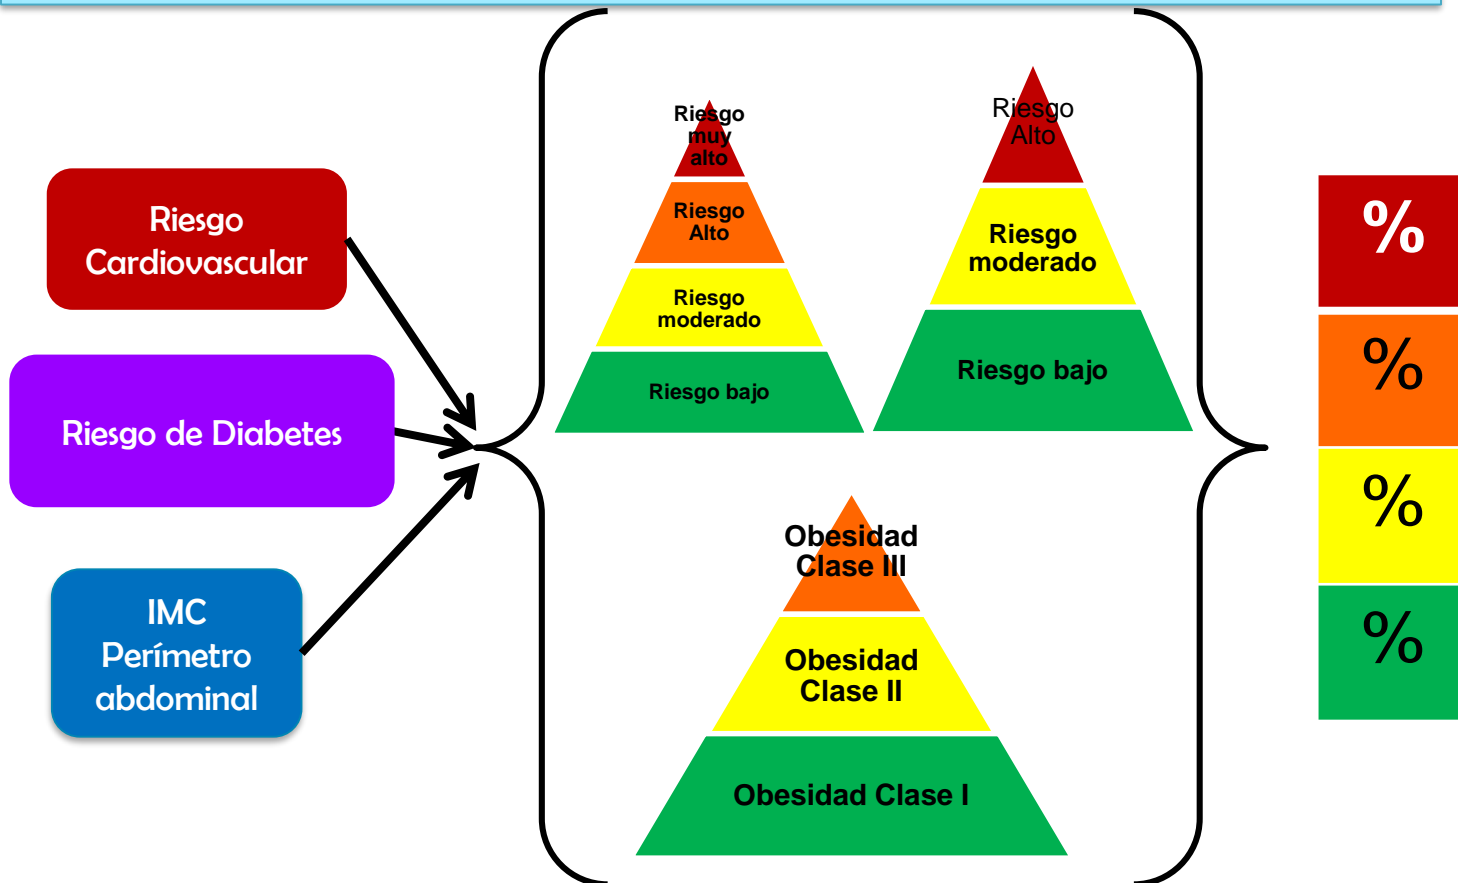 Riesgo
Cardiovascular
Riesgo de Diabetes
IMC
Perímetro
abdominal
Riesgo
muy
alto
Riesgo
Alto
Riesgo
moderado
Riesgo bajo
Riesgo
Alto
Riesgo
moderado
Riesgo bajo
Obesidad
Clase III
Obesidad
Clase II
Obesidad Clase I
%
%
%
%